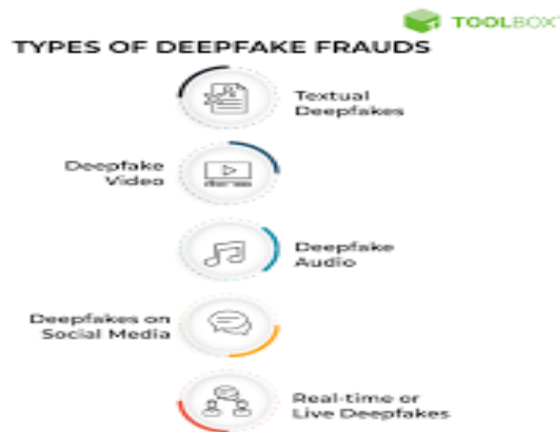 TOOLBOX
TYPES OF DEEPFAKE FRAUDS
Textual
Deepfakes
Deepfake
Video
Deepfake
Audio
Deepfakes on
Social Media
Real-time or
Live Deepfakes